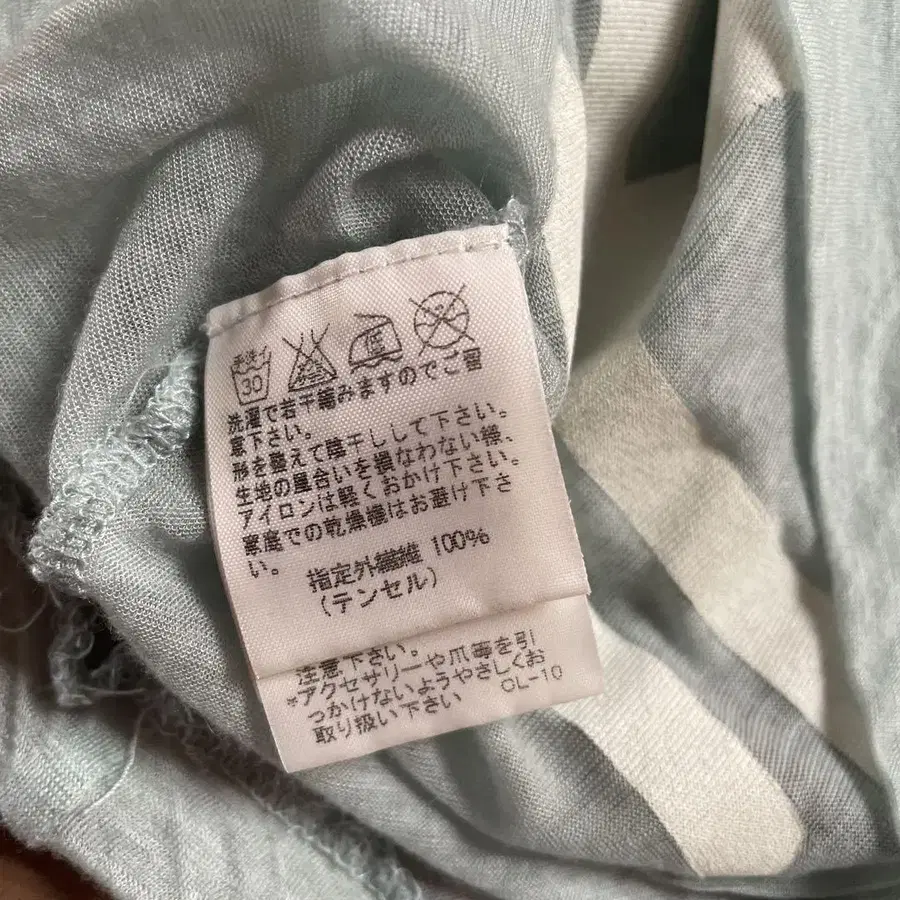 手洗イ
30
低
洗濯で若干縮みますのでご留
意下さい。
形を整えて陰干しして下さい。
生地の風合いを損なわない様、
アイロンは軽くおかけ下さい。
家庭での乾燥機はお避け下さ
い。
指定外繊維 100%
(テンセル)
注意下さい。
*アクセサリーや爪等を引
っかけないようやさしくお
取り扱い下さい CL-10